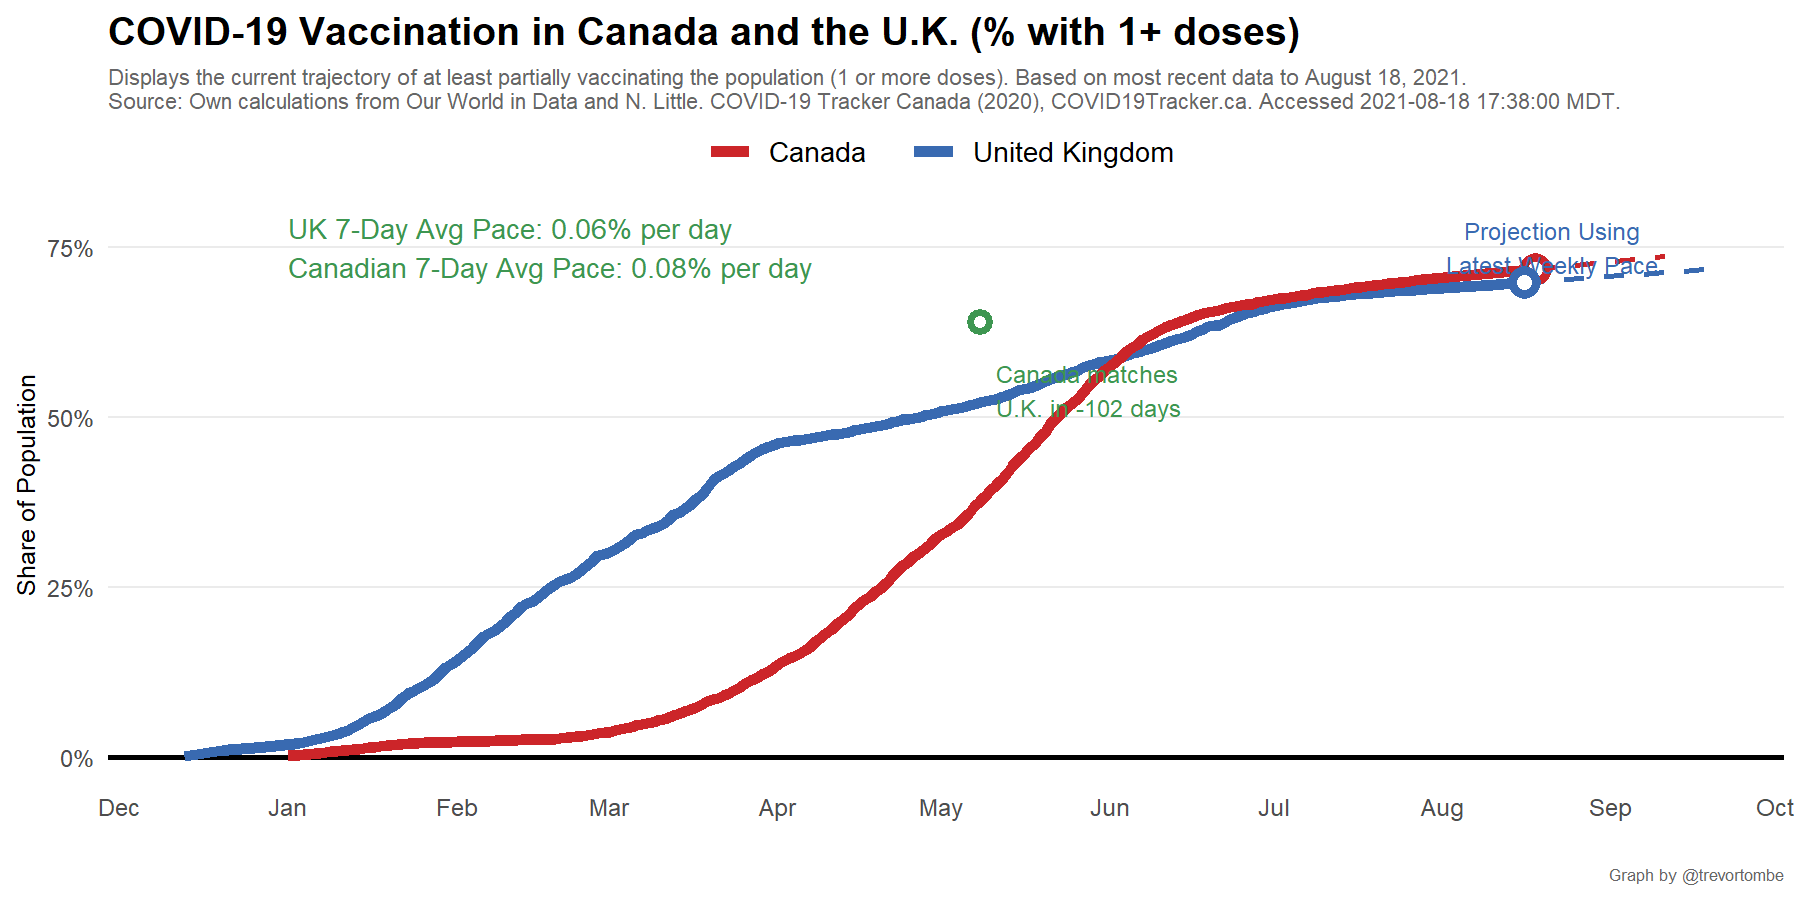 COVID-19 Vaccination in Canada and the U.K. (% with 1+ doses)
Displays the current trajectory of at least partially vaccinating the population (1 or more doses). Based on most recent data to August 18, 2021.
Source: Own calculations from Our World in Data and N. Little. COVID-19 Tracker Canada (2020), COVID19Tracker.ca. Accessed 2021-08-18 17:38:00 MDT.
Canada
United Kingdom
UK 7-Day Avg Pace: 0.06% per day
Canadian 7-Day Avg Pace: 0.08% per day
Projection Using
Latest Weekly Pace
Canada matches
U.K. in -102 days
Share of Population
75%
50%
25%
0%
Dec
Jan
Feb
Mar
Apr
May
Jun
Jul
Aug
Sep
Oct
Graph by @trevortombe